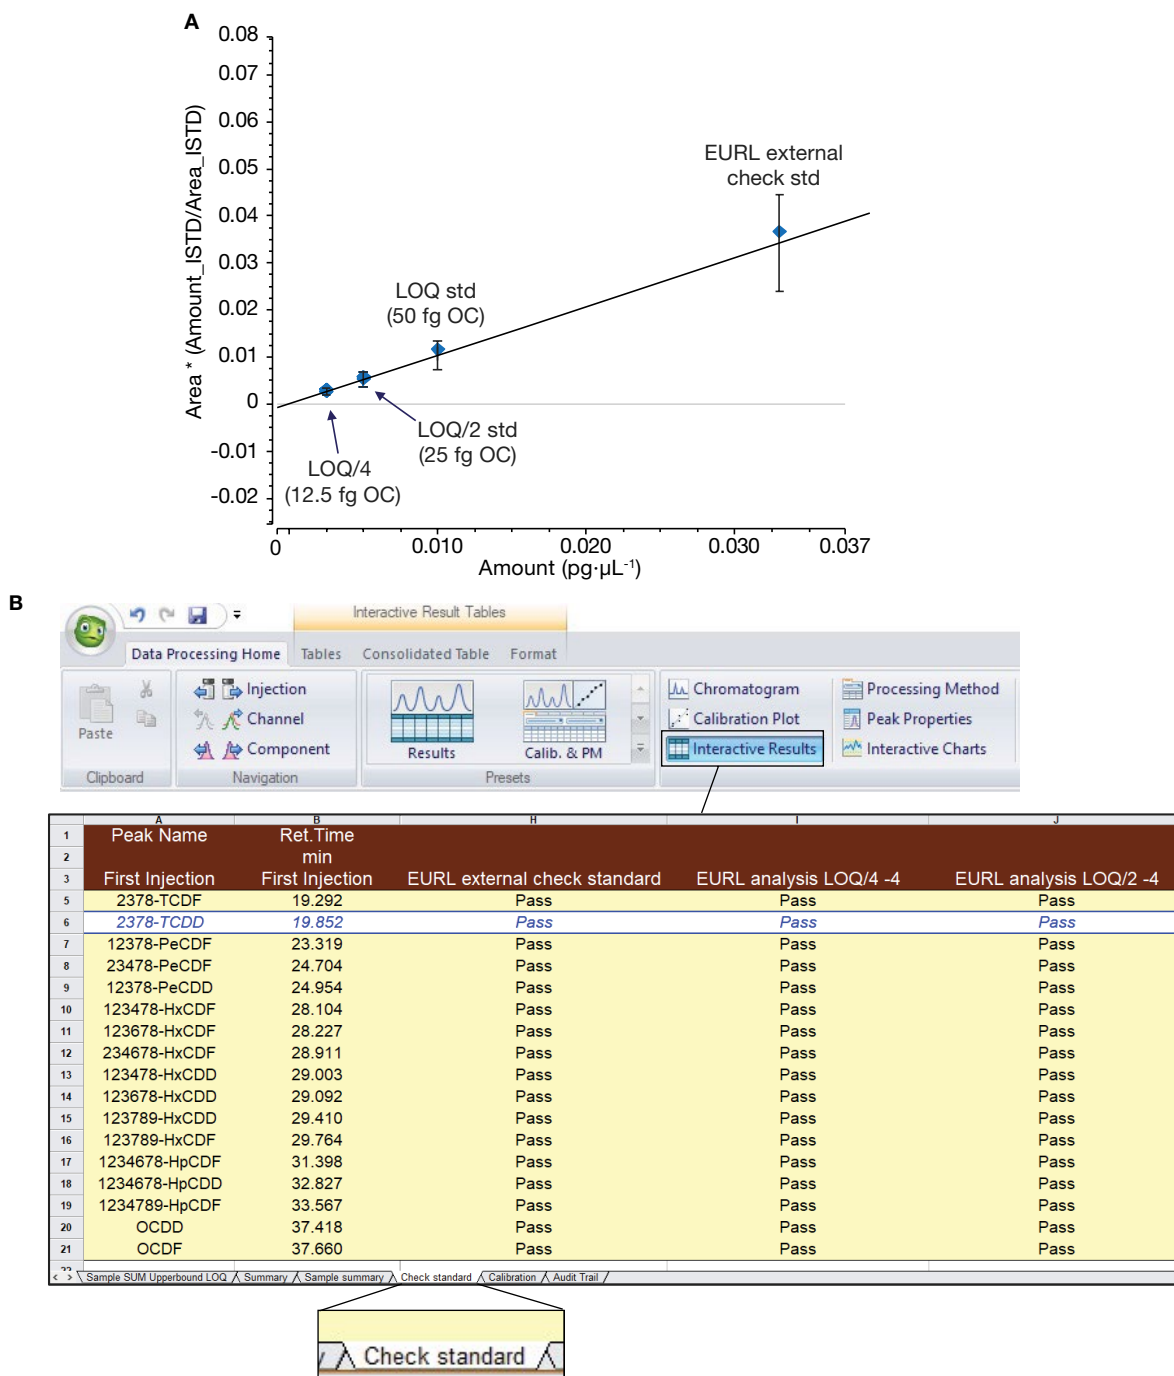 A
0.08
0.07
0.06
0.05
0.04
0.03
0.02
0.01
0
-0.01
-0.02
Area * (Amount_ISTD/Area_ISTD)
EURL external
check std
LOQ std
(50 fg OC)
LOQ/2 std
(25 fg OC)
LOQ/4
(12.5 fg OC)
0 0.010 0.020 0.030 0.037
Amount (pg·µL-1)
B
Interactive Result Tables
Data Processing Home Tables Consolidated Table Format
Paste
Clipboard
Injection
Channel
Component
Navigation
Results
Calib. & PM
Presets
Chromatogram
Calibration Plot
Interactive Results
Processing Method
Peak Properties
Interactive Charts
A B H I J
1 Peak Name Ret.Time
2 min
3 First Injection First Injection EURL external check standard EURL analysis LOQ/4 -4 EURL analysis LOQ/2 -4
5 2378-TCDF 19.292 Pass Pass Pass
6 2378-TCDD 19.852 Pass Pass Pass
7 12378-PeCDF 23.319 Pass Pass Pass
8 23478-PeCDF 24.704 Pass Pass Pass
9 12378-PeCDD 24.954 Pass Pass Pass
10 123478-HxCDF 28.104 Pass Pass Pass
11 123678-HxCDF 28.227 Pass Pass Pass
12 234678-HxCDF 28.911 Pass Pass Pass
13 123478-HxCDD 29.003 Pass Pass Pass
14 123678-HxCDD 29.092 Pass Pass Pass
15 123789-HxCDD 29.410 Pass Pass Pass
16 123789-HxCDF 29.764 Pass Pass Pass
17 1234678-HpCDF 31.398 Pass Pass Pass
18 1234678-HpCDD 32.827 Pass Pass Pass
19 1234789-HpCDF 33.567 Pass Pass Pass
20 OCDD 37.418 Pass Pass Pass
21 OCDF 37.660 Pass Pass Pass
22
Sample SUM Upperbound LOQ Summary Sample summary Check standard Calibration Audit Trail
Check standard